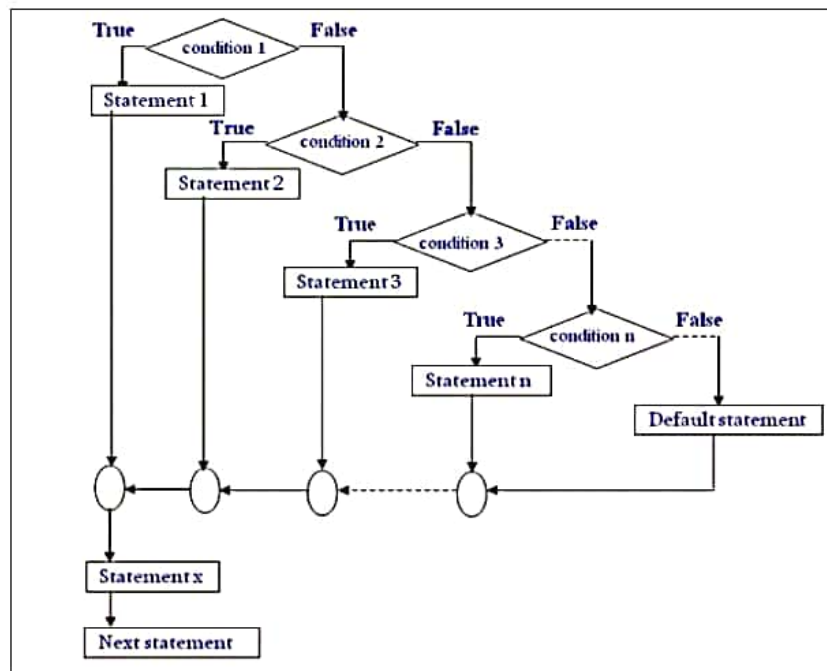 True
False
condition 1
Statement 1
True
False
condition 2
Statement 2
True
False
condition 3
Statement 3
True
False
condition n
Statement n
Default statement
Statement x
Next statement